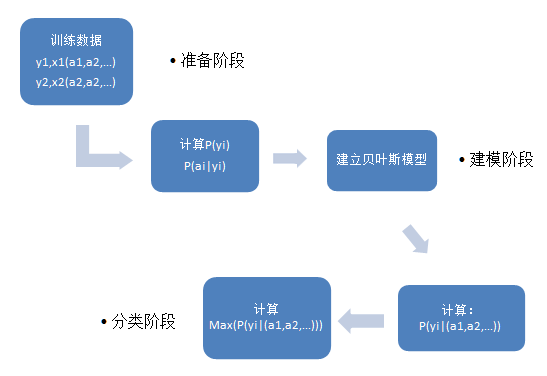 训练数据
y1,x1(a1,a2,...)
y2,x2(a2,a2,...)
• 准备阶段
计算P(yi)
P(ai|yi)
建立贝叶斯模型
• 建模阶段
计算：
P(yi|(a1,a2,...))
计算
Max(P(yi|(a1,a2,...)))
• 分类阶段